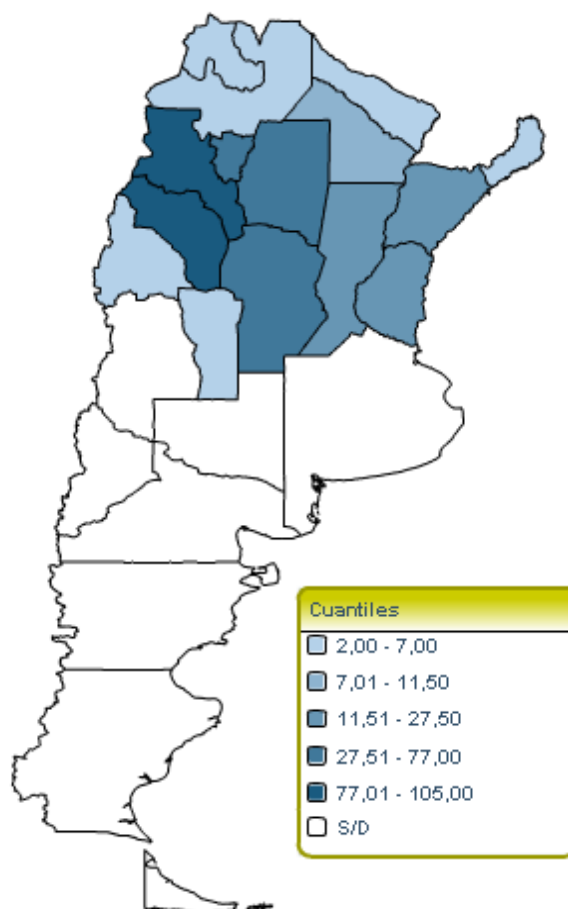 Cuantiles
2,00 - 7,00
7,01 - 11,50
11,51 - 27,50
27,51 - 77,00
77,01 - 105,00
S/D